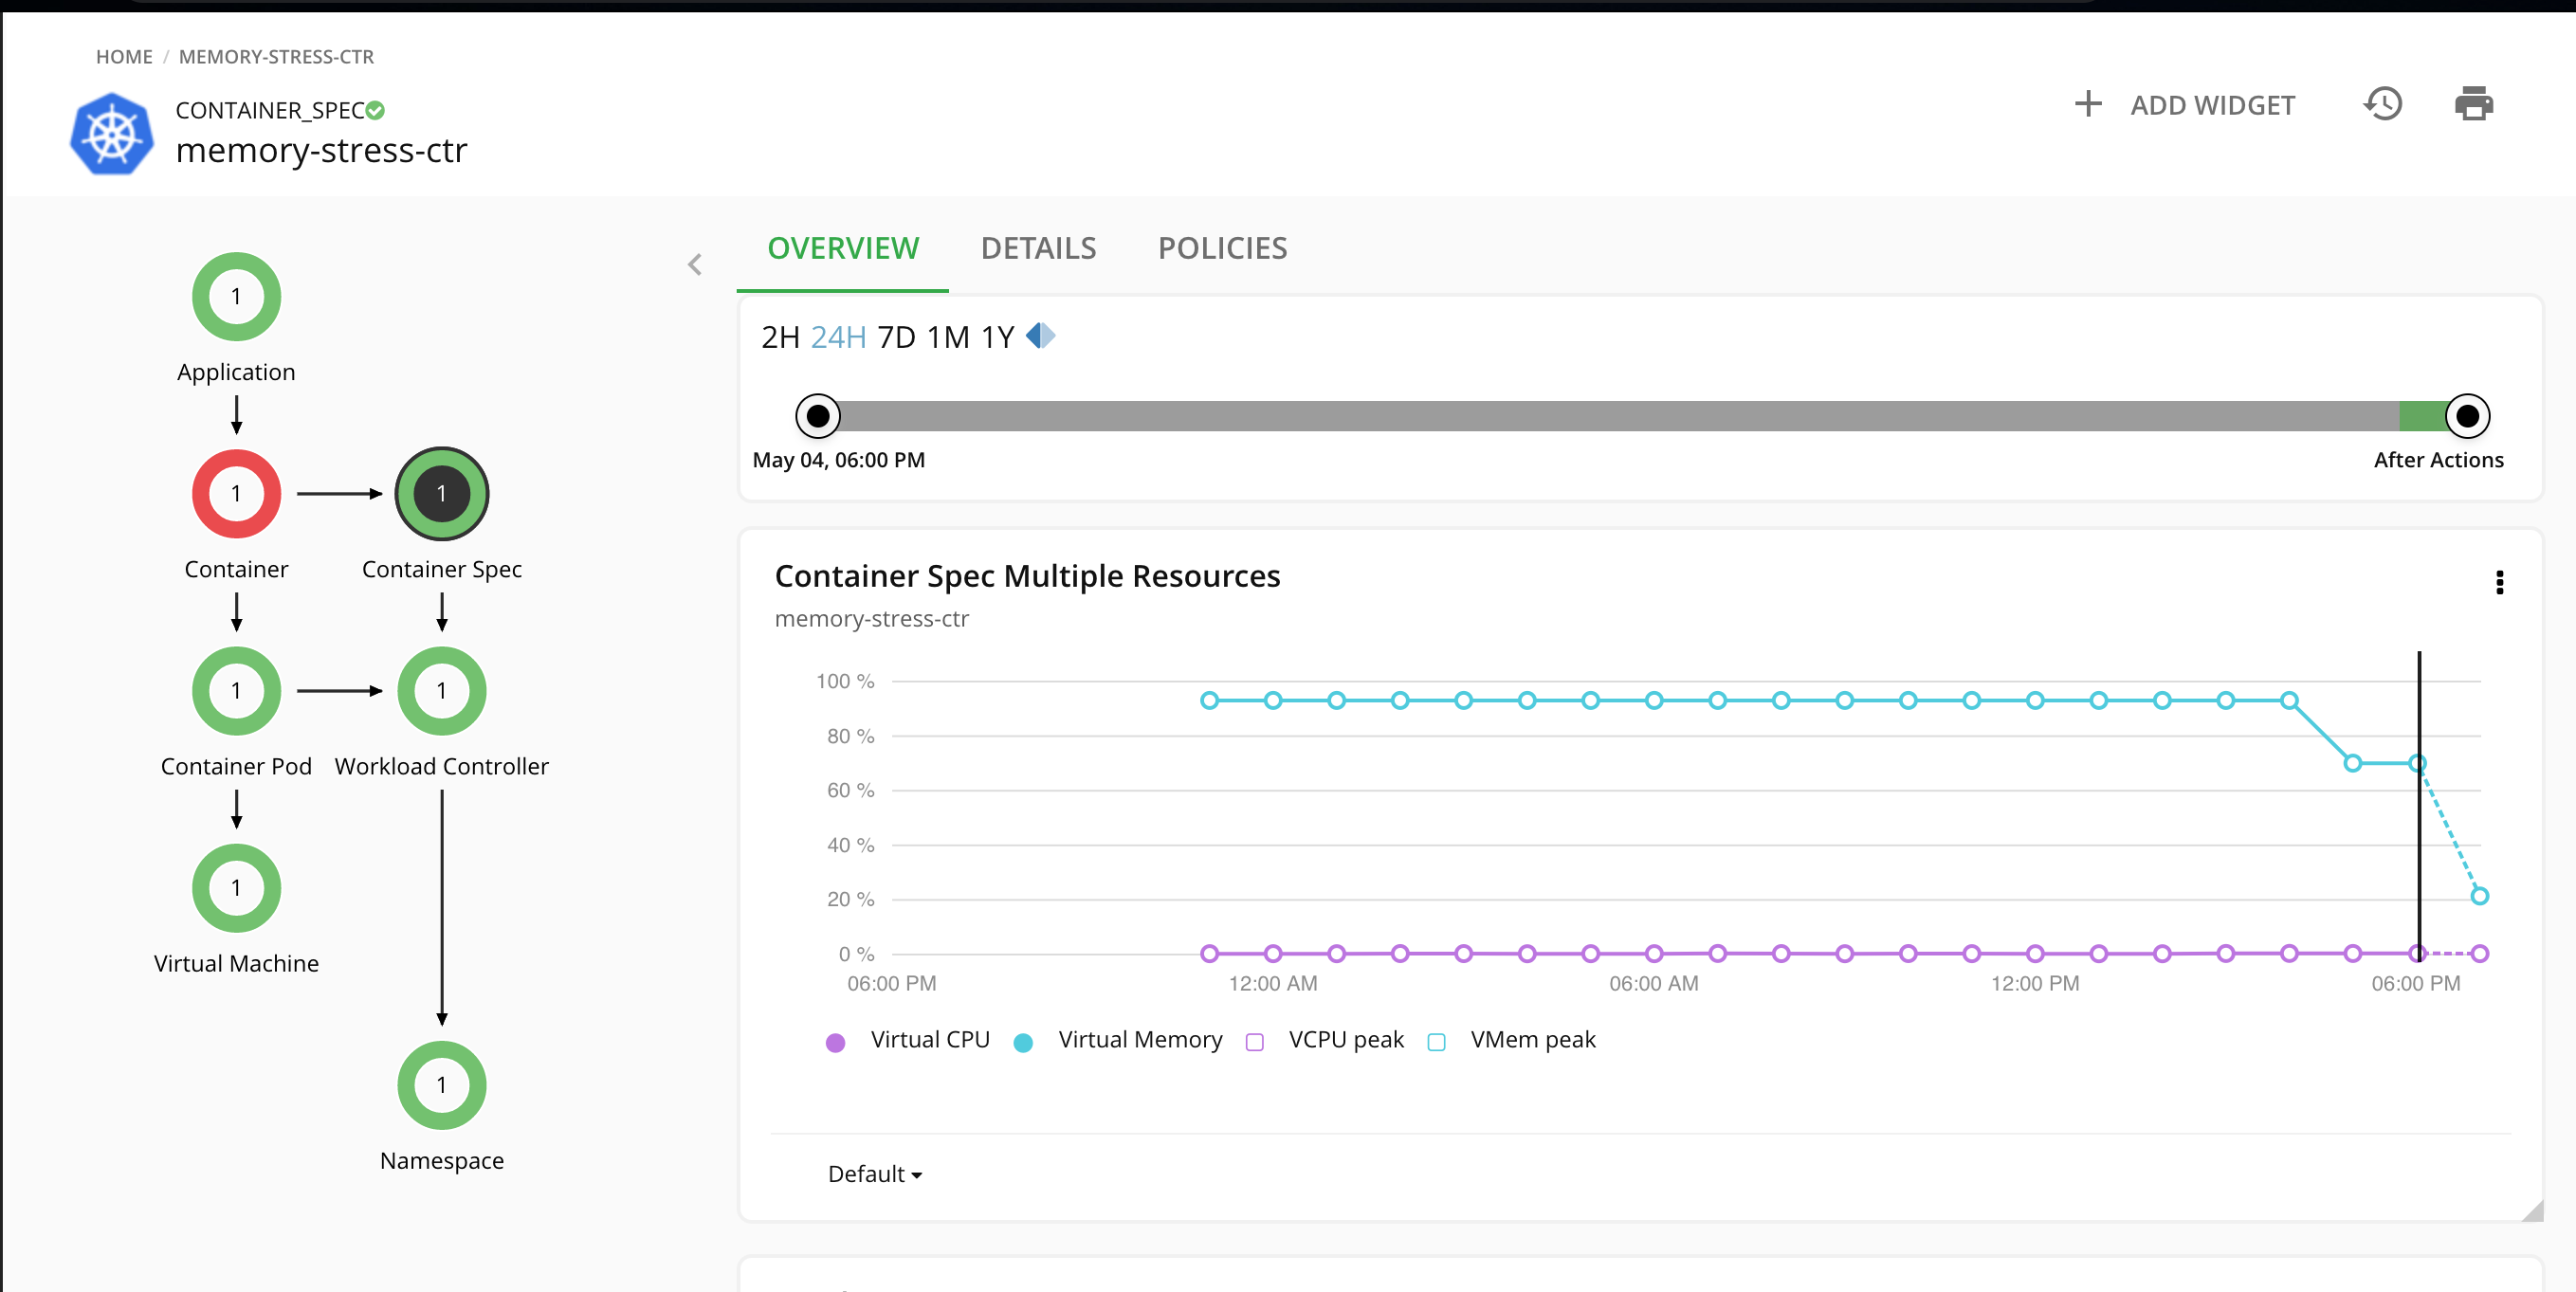 HOME / MEMORY-STRESS-CTR
CONTAINER_SPEC
memory-stress-ctr
ADD WIDGET
1
Application
1
1
Container
Container Spec
1
1
Container Pod
Workload Controller
1
Virtual Machine
1
Namespace
OVERVIEW
DETAILS
POLICIES
2H 24H 7D 1M 1Y
May 04, 06:00 PM
After Actions
Container Spec Multiple Resources
memory-stress-ctr
100 %
80 %
60 %
40 %
20 %
0 %
06:00 PM
12:00 AM
06:00 AM
12:00 PM
06:00 PM
Virtual CPU
Virtual Memory
VCPU peak
VMem peak
Default